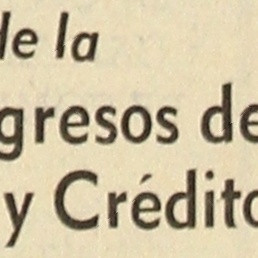 de la
gresos de
y Crédito